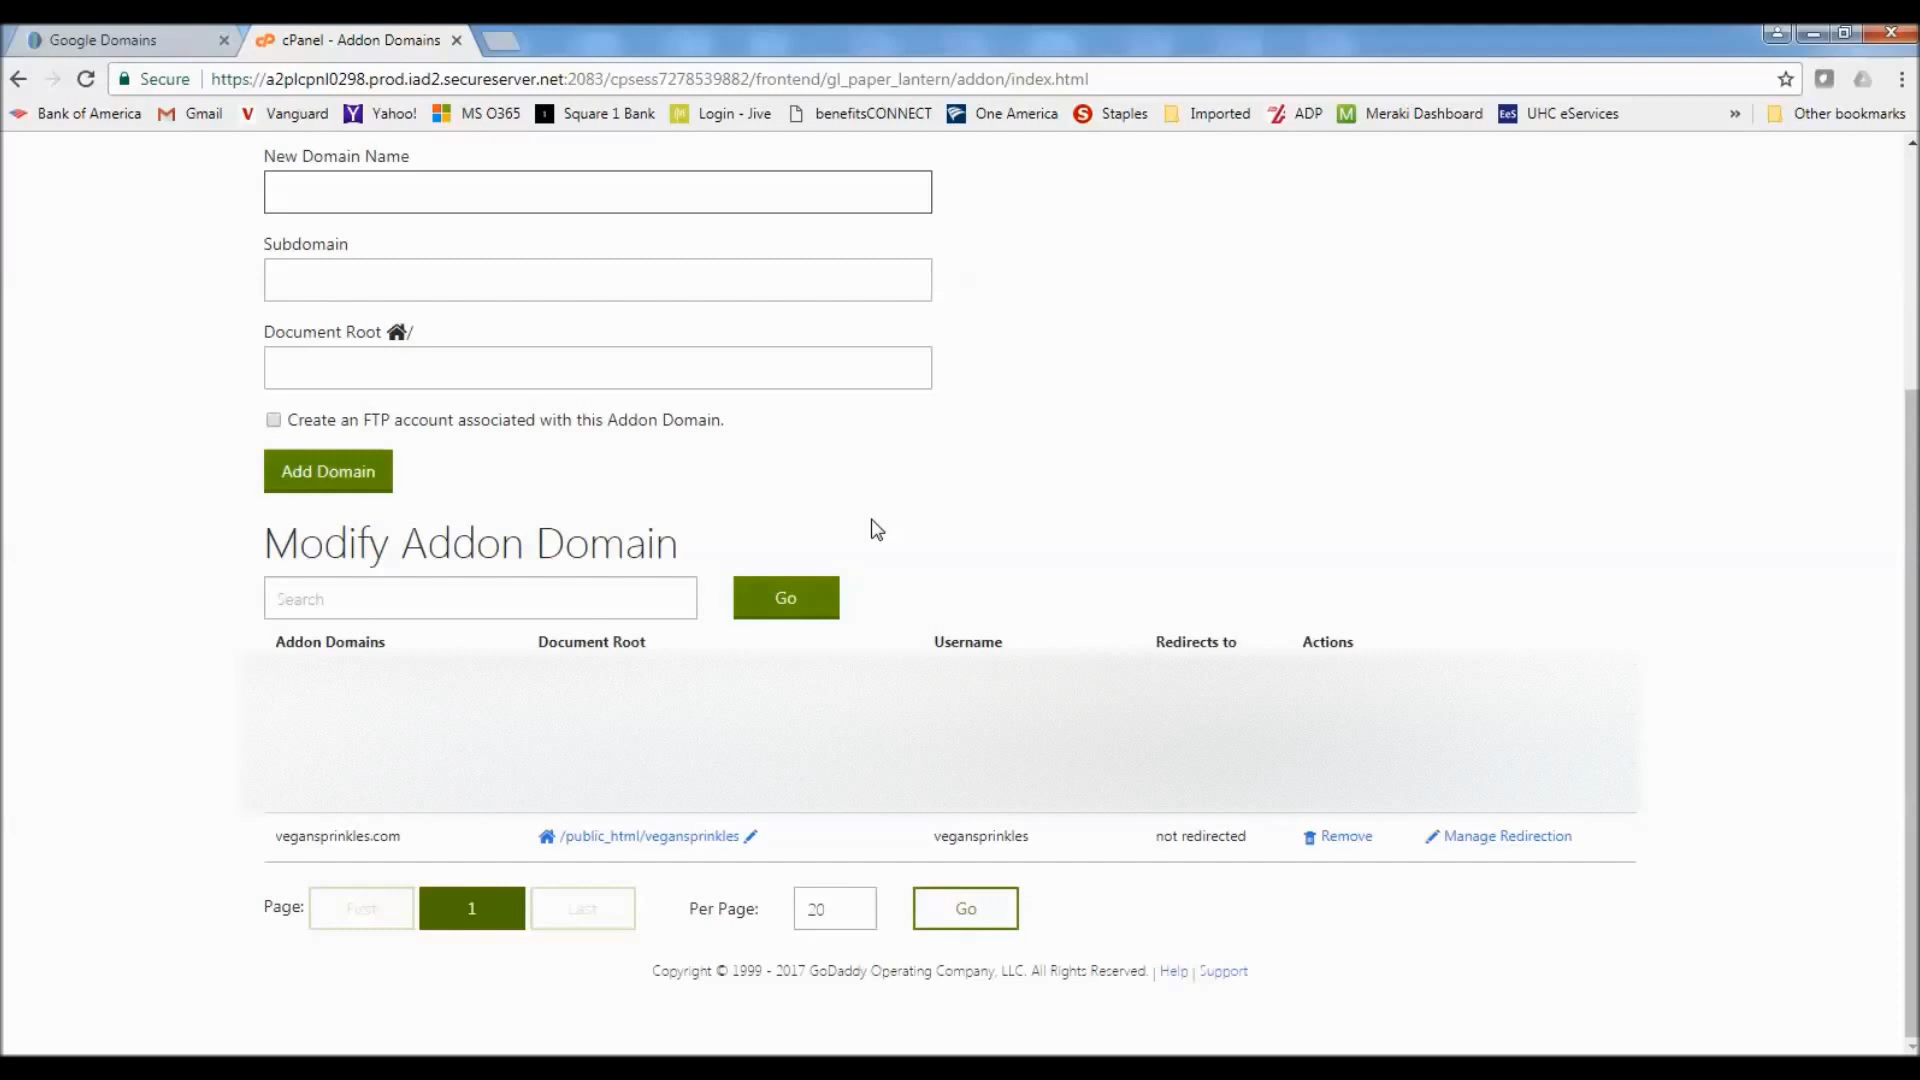 Google Domains
cPanel - Addon Domains
Secure https://a2plcpnl0298.prod.iad2.secureserver.net:2083/cpsess7278539882/frontend/gl_paper_lantern/addon/index.html
Bank of America Gmail Vanguard Yahoo! MS O365 Square 1 Bank Login - Jive benefitsCONNECT One America Staples Imported ADP Meraki Dashboard EeS UHC eServices » Other bookmarks
New Domain Name
Subdomain
Document Root /
Create an FTP account associated with this Addon Domain.
Add Domain
Modify Addon Domain
Search Go
Addon Domains Document Root Username Redirects to Actions
vegansprinkles.com /public_html/vegansprinkles vegansprinkles not redirected Remove Manage Redirection
Page: First 1 Last Per Page: 20 Go
Copyright © 1999 - 2017 GoDaddy Operating Company, LLC. All Rights Reserved. | Help | Support